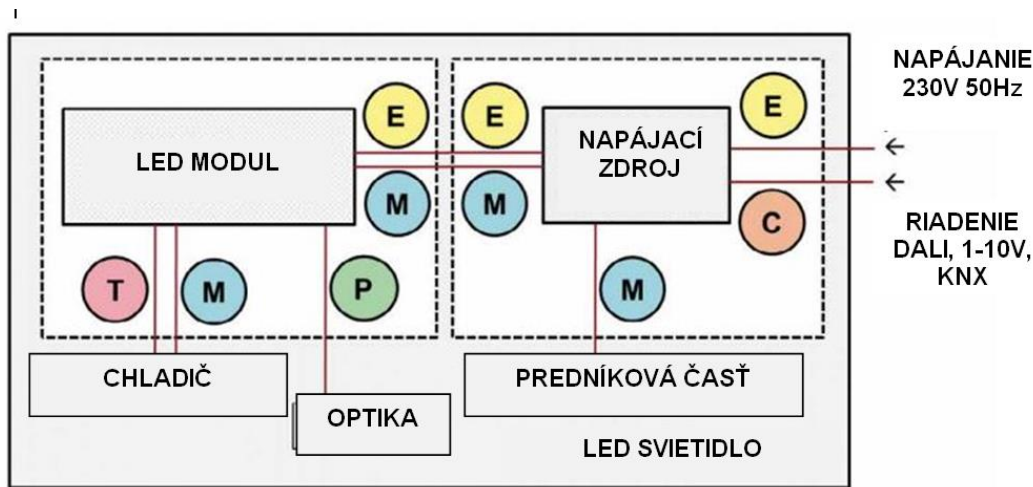 NAPÁJANIE
230V 50Hz
E
E
E
LED MODUL
NAPÁJACÍ
ZDROJ
M
M
C
RIADENIE
DALI, 1-10V,
KNX
T
M
P
M
CHLADIČ
PREDNÍKOVÁ ČASŤ
OPTIKA
LED SVIETIDLO